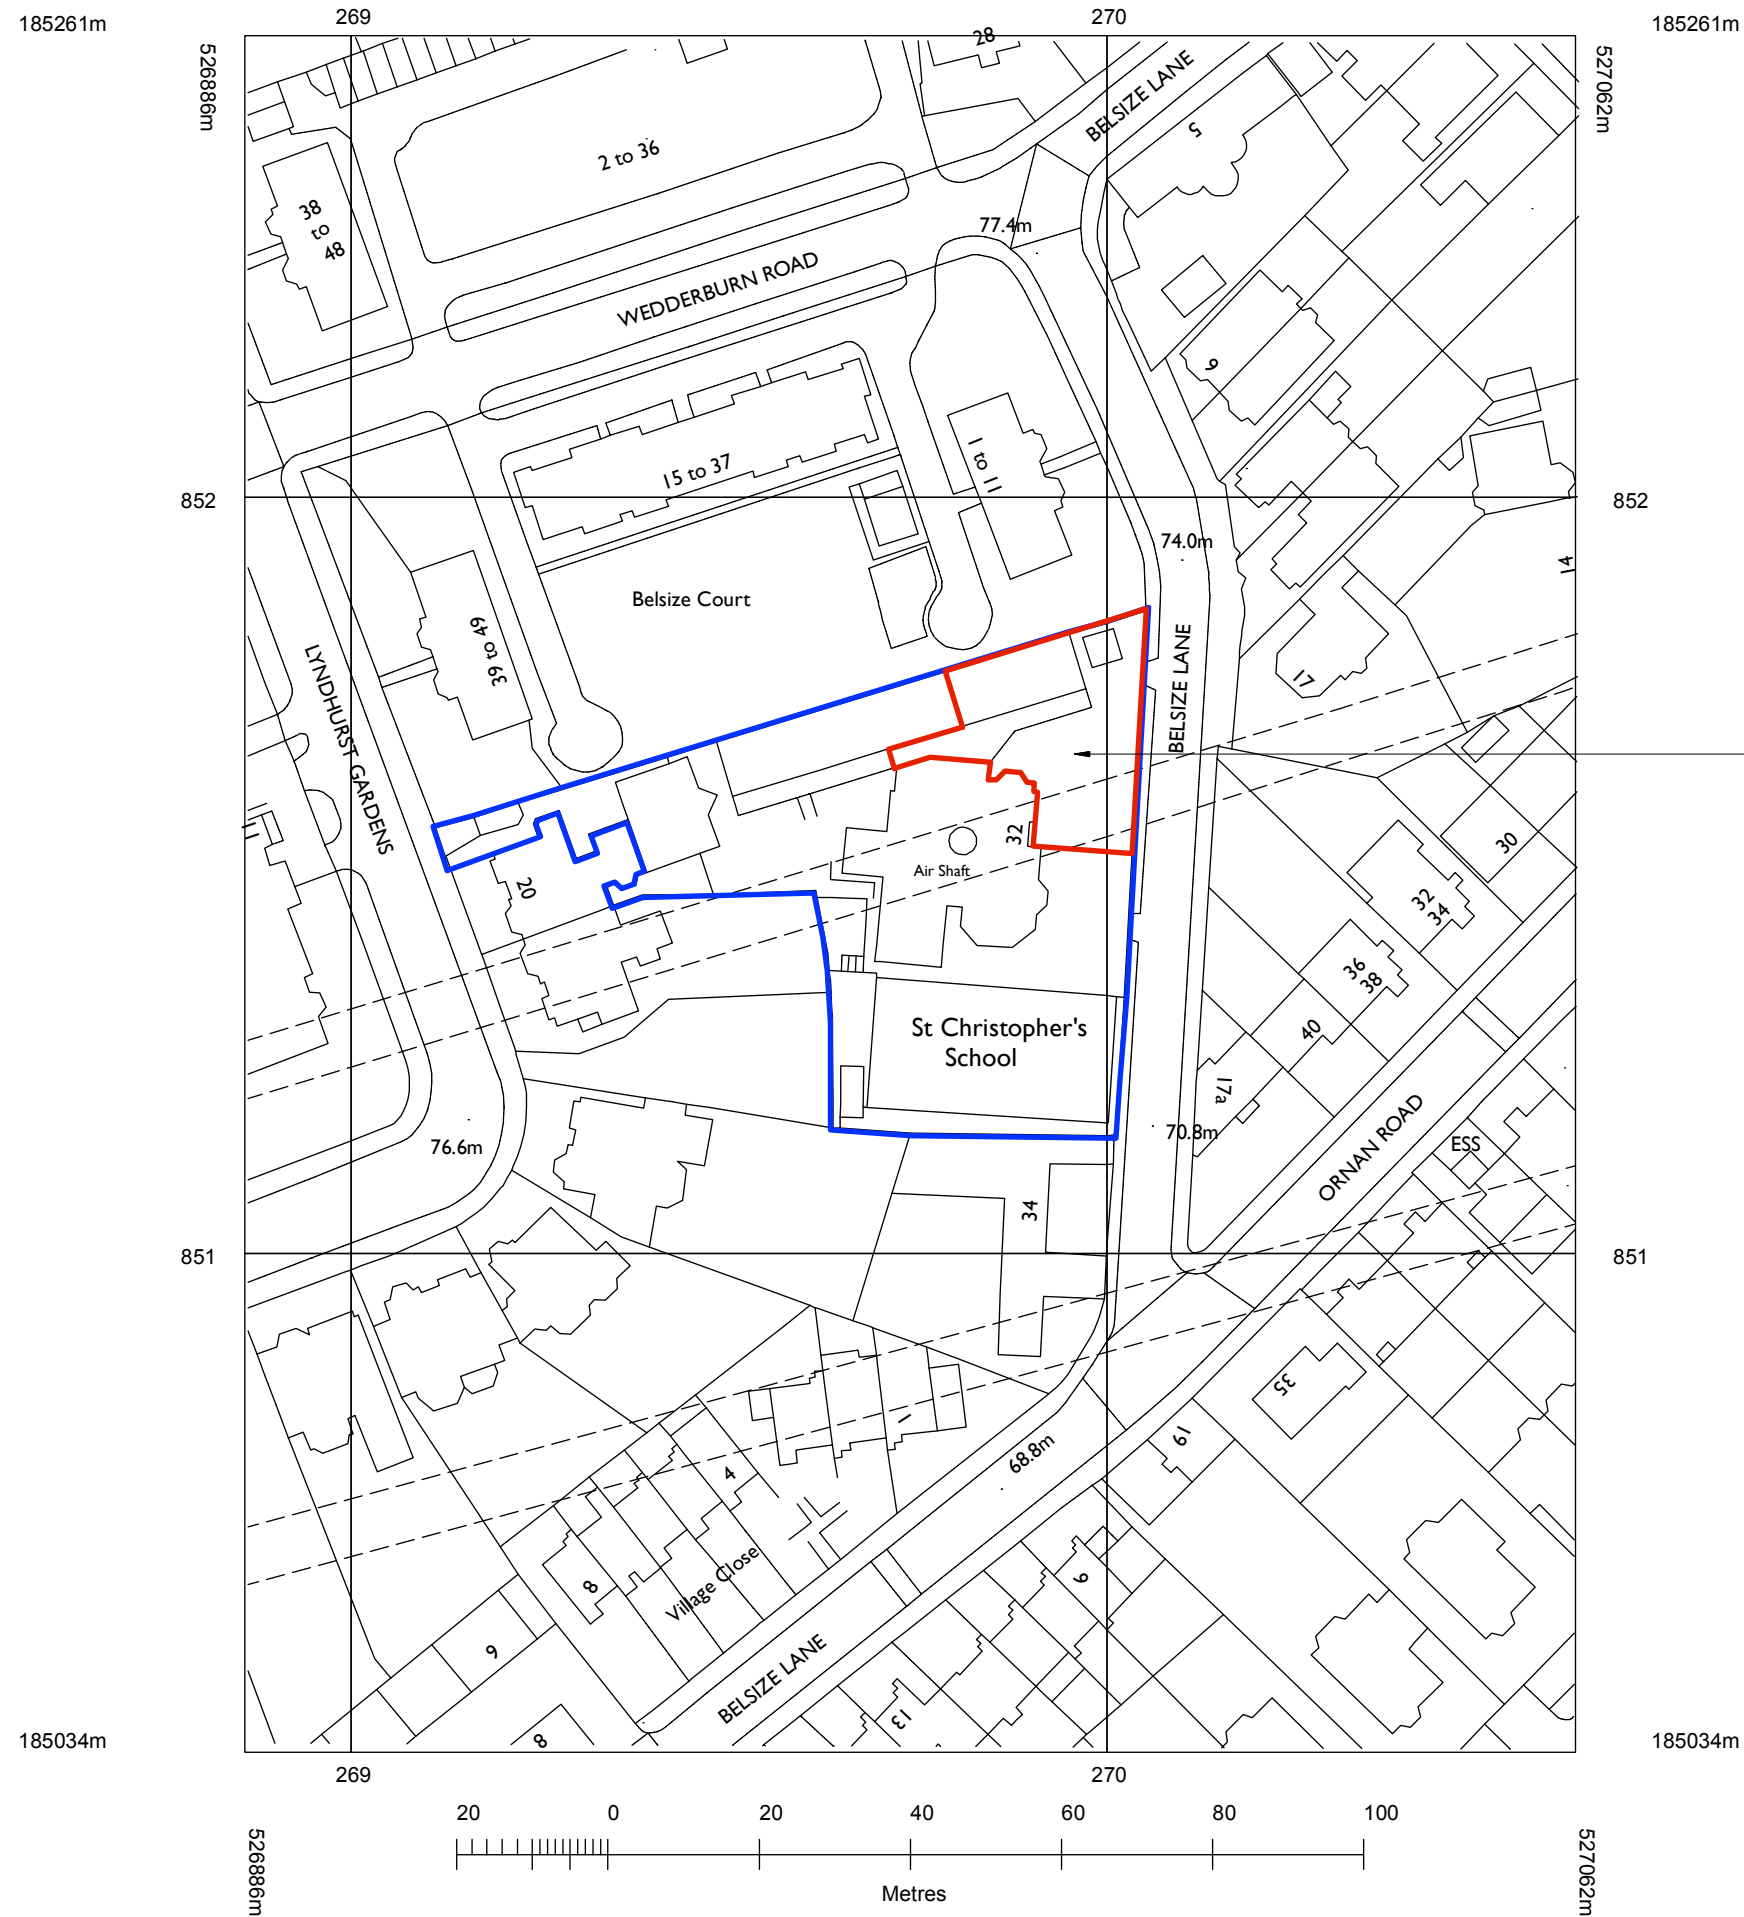 269
270
185261m
185261m
526886m
527062m
28
BELSIZE LANE
5
2 to 36
38
to
48
77.4m
WEDDERBURN ROAD
9
15 to 37
1 to 11
852
852
74.0m
14
Belsize Court
39 to 49
LYNDHURST GARDENS
BELSIZE LANE
17
11
32
30
Air Shaft
20
32
34
36
38
St Christopher's
School
40
17a
76.6m
70.8m
ORNAN ROAD
ESS
34
851
851
35
1
19
68.8m
4
8
Village Close
9
9
BELSIZE LANE
13
8
185034m
185034m
269
270
20
0
20
40
60
80
100
526886m
527062m
Metres